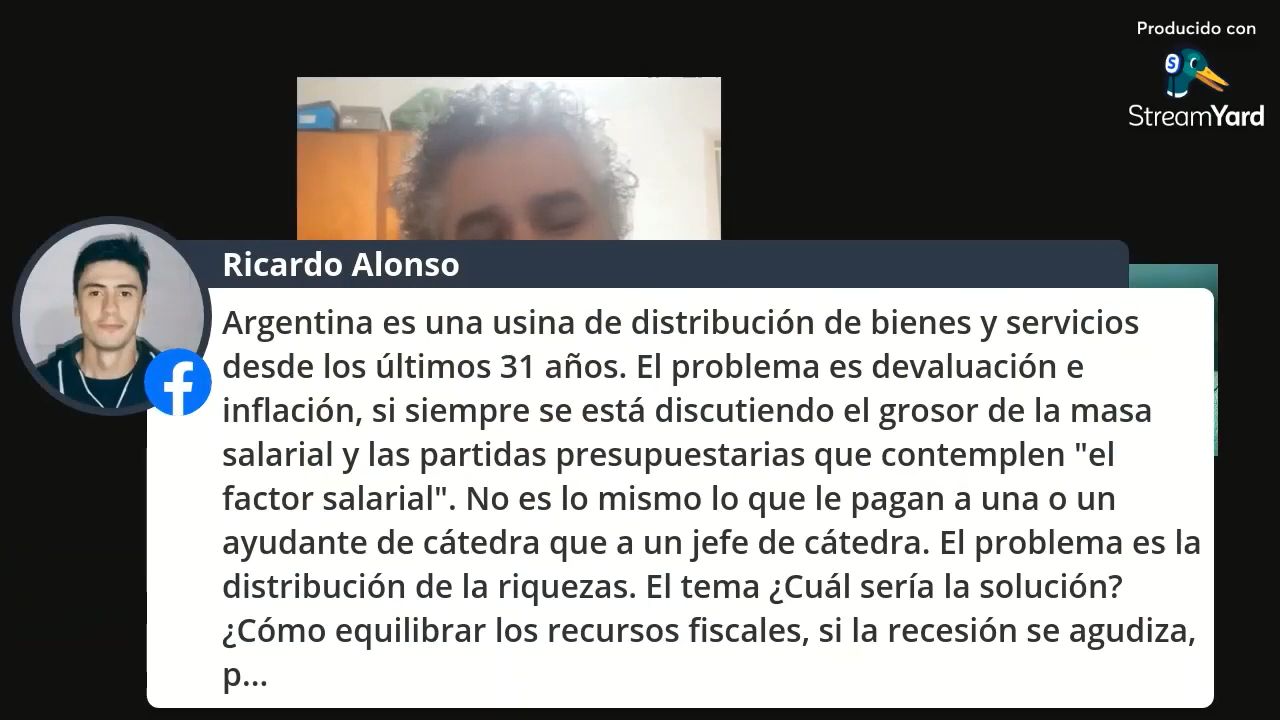 Producido con
StreamYard
Ricardo Alonso
Argentina es una usina de distribución de bienes y servicios
desde los últimos 31 años. El problema es devaluación e
inflación, si siempre se está discutiendo el grosor de la masa
salarial y las partidas presupuestarias que contemplen "el
factor salarial". No es lo mismo lo que le pagan a una o un
ayudante de cátedra que a un jefe de cátedra. El problema es la
distribución de la riquezas. El tema ¿Cuál sería la solución?
¿Cómo equilibrar los recursos fiscales, si la recesión se agudiza,
p...